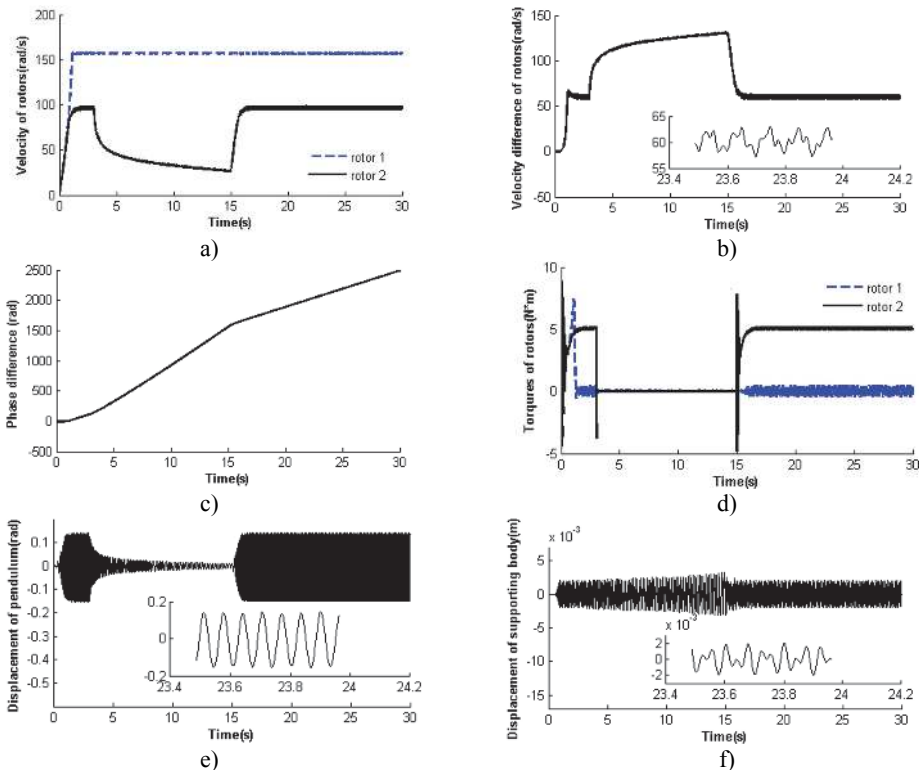 Velocity of rotors(rad/s)
200
150
100
50
0
0 5 10 15 20 25 30
Time(s)
rotor 1
rotor 2
a)
Velocity difference of rotors(rad/s)
150
100
50
0
-50
0 5 10 15 20 25 30
Time(s)
65
60
55
23.4 23.6 23.8 24 24.2
b)
Phase difference (rad)
2500
2000
1500
1000
500
0
-500
0 5 10 15 20 25 30
Time(s)
c)
Torqures of rotors(N*m)
10
5
0
-5
0 5 10 15 20 25 30
Time(s)
rotor 1
rotor 2
d)
Displacement of pendulum(rad)
0.1
0
-0.1
-0.2
-0.3
-0.4
-0.5
0 5 10 15 20 25 30
Time(s)
0.2
0
-0.2
23.4 23.6 23.8 24 24.2
e)
Displacement of supporting body(m)
x 10⁻³
5
0
-5
-10
-15
0 5 10 15 20 25 30
Time(s)
x 10⁻³
2
0
-2
23.4 23.6 23.8 24 24.2
f)